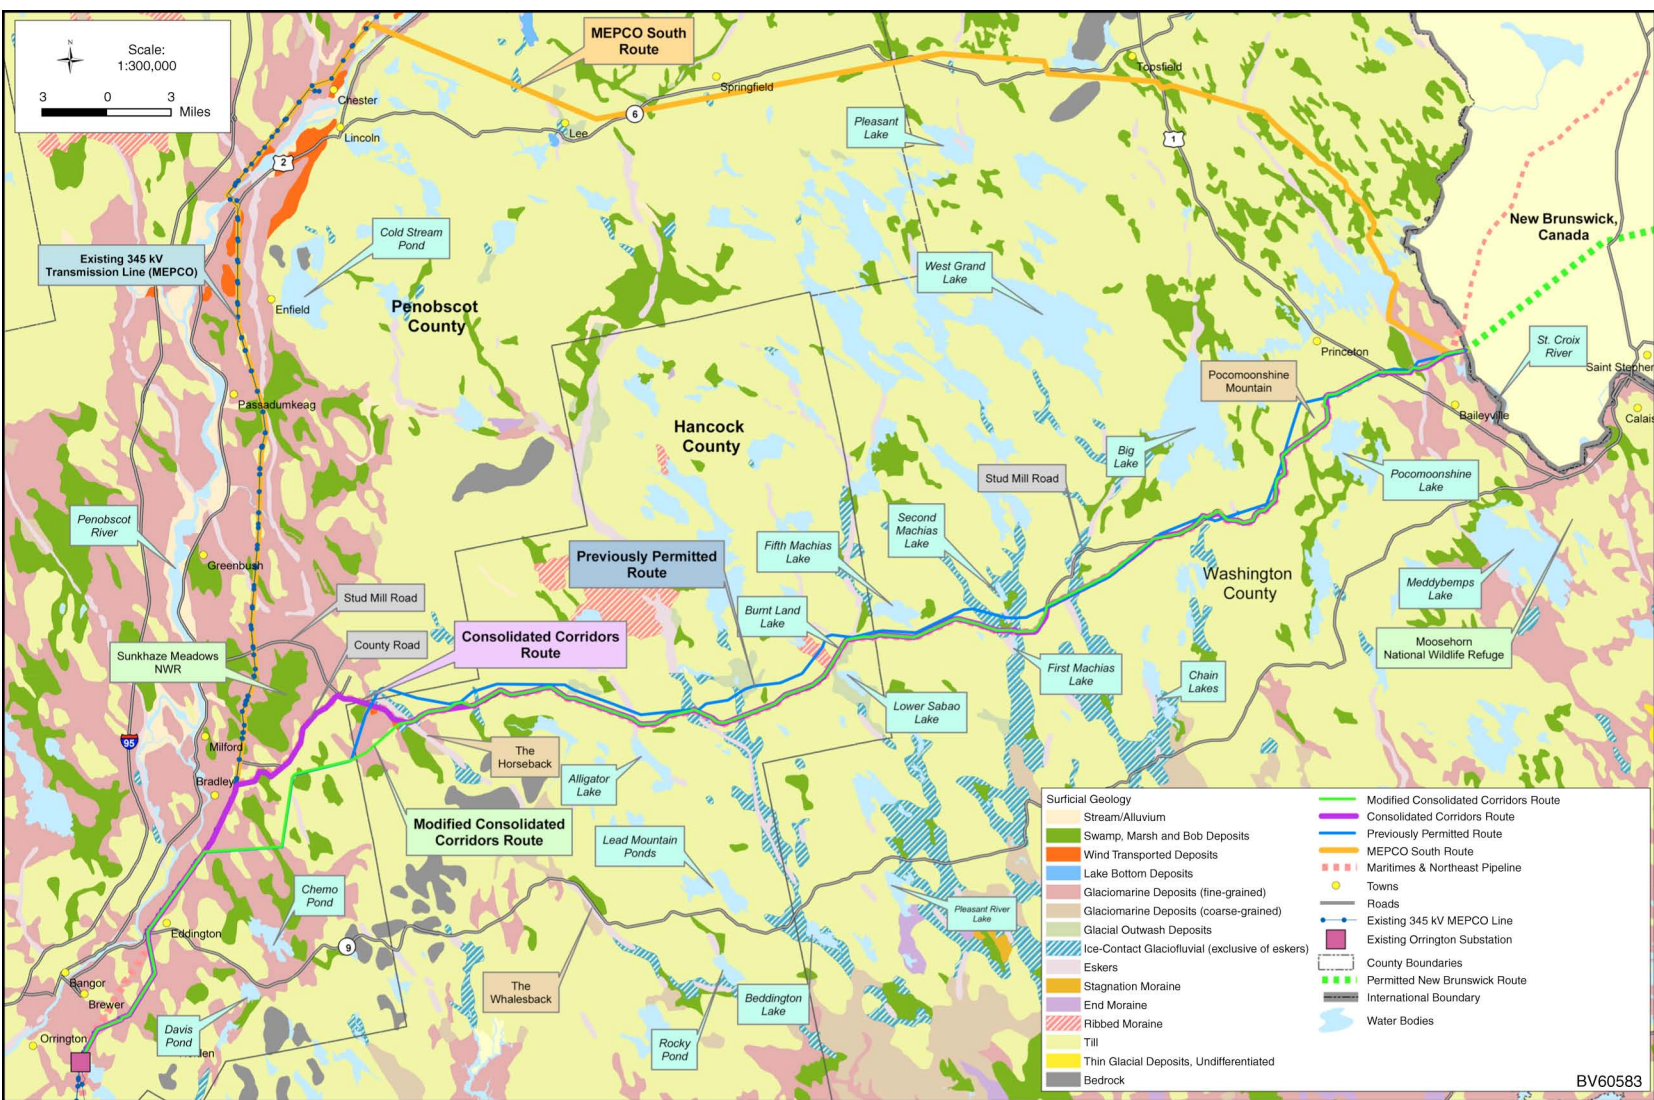 N
Scale:
1:300,000
3 0 3
Miles
MEPCO South
Route
Springfield
Topsfield
Chester
Lincoln
Lee
6
2
1
Pleasant
Lake
New Brunswick,
Canada
Cold Stream
Pond
Existing 345 kV
Transmission Line (MEPCO)
West Grand
Lake
Enfield
Penobscot
County
St. Croix
River
Princeton
Saint Stephen
Pocomoonshine
Mountain
Passadumkeag
Baileyville
Calais
Hancock
County
Big
Lake
Stud Mill Road
Pocomoonshine
Lake
Penobscot
River
Second
Machias
Lake
Fifth Machias
Lake
Previously Permitted
Route
Greenbush
Washington
County
Meddybemps
Lake
Stud Mill Road
Burnt Land
Lake
County Road
Consolidated Corridors
Route
Moosehorn
National Wildlife Refuge
Sunkhaze Meadows
NWR
First Machias
Lake
Chain
Lakes
Lower Sabao
Lake
95
Milford
The
Horseback
Bradley
Alligator
Lake
Modified Consolidated
Corridors Route
Lead Mountain
Ponds
Chemo
Pond
Pleasant River
Lake
Eddington
9
The
Whalesback
Bangor
Brewer
Beddington
Lake
Davis
Pond
Rocky
Pond
Orrington
Surficial Geology
Stream/Alluvium
Swamp, Marsh and Bob Deposits
Wind Transported Deposits
Lake Bottom Deposits
Glaciomarine Deposits (fine-grained)
Glaciomarine Deposits (coarse-grained)
Glacial Outwash Deposits
Ice-Contact Glaciofluvial (exclusive of eskers)
Eskers
Stagnation Moraine
End Moraine
Ribbed Moraine
Till
Thin Glacial Deposits, Undifferentiated
Bedrock
Modified Consolidated Corridors Route
Consolidated Corridors Route
Previously Permitted Route
MEPCO South Route
Maritimes & Northeast Pipeline
Towns
Roads
Existing 345 kV MEPCO Line
Existing Orrington Substation
County Boundaries
Permitted New Brunswick Route
International Boundary
Water Bodies
BV60583